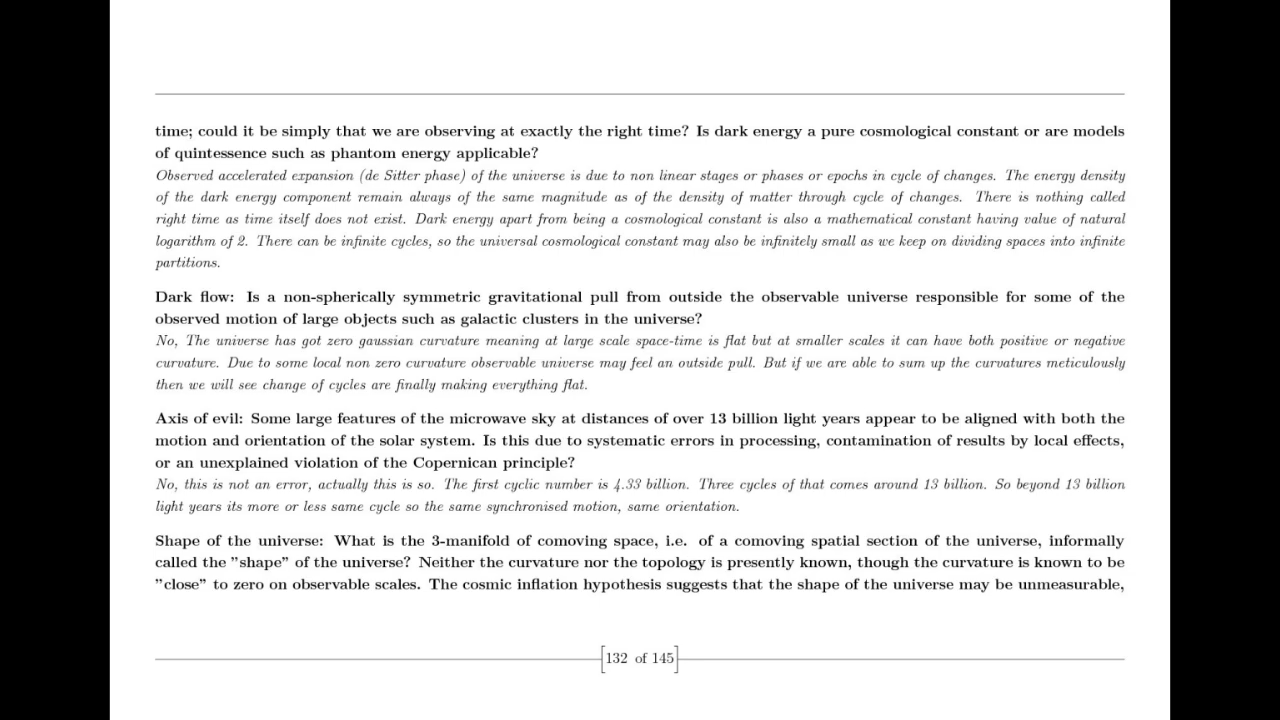 time; could it be simply that we are observing at exactly the right time? Is dark energy a pure cosmological constant or are models
of quintessence such as phantom energy applicable?
Observed accelerated expansion (de Sitter phase) of the universe is due to non linear stages or phases or epochs in cycle of changes. The energy density
of the dark energy component remain always of the same magnitude as of the density of matter through cycle of changes. There is nothing called
right time as time itself does not exist. Dark energy apart from being a cosmological constant is also a mathematical constant having value of natural
logarithm of 2. There can be infinite cycles, so the universal cosmological constant may also be infinitely small as we keep on dividing spaces into infinite
partitions.
Dark flow: Is a non-spherically symmetric gravitational pull from outside the observable universe responsible for some of the
observed motion of large objects such as galactic clusters in the universe?
No, The universe has got zero gaussian curvature meaning at large scale space-time is flat but at smaller scales it can have both positive or negative
curvature. Due to some local non zero curvature observable universe may feel an outside pull. But if we are able to sum up the curvatures meticulously
then we will see change of cycles are finally making everything flat.
Axis of evil: Some large features of the microwave sky at distances of over 13 billion light years appear to be aligned with both the
motion and orientation of the solar system. Is this due to systematic errors in processing, contamination of results by local effects,
or an unexplained violation of the Copernican principle?
No, this is not an error, actually this is so. The first cyclic number is 4.33 billion. Three cycles of that comes around 13 billion. So beyond 13 billion
light years its more or less same cycle so the same synchronised motion, same orientation.
Shape of the universe: What is the 3-manifold of comoving space, i.e. of a comoving spatial section of the universe, informally
called the ”shape” of the universe? Neither the curvature nor the topology is presently known, though the curvature is known to be
”close” to zero on observable scales. The cosmic inflation hypothesis suggests that the shape of the universe may be unmeasurable,
132 of 145